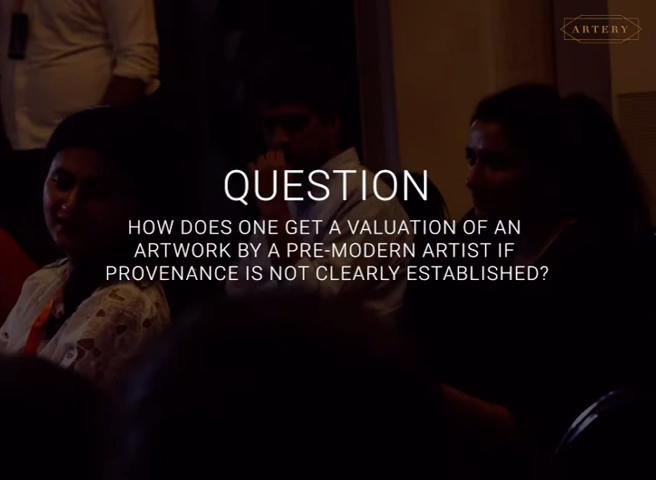 ARTERY
QUESTION
HOW DOES ONE GET A VALUATION OF AN
ARTWORK BY A PRE-MODERN ARTIST IF
PROVENANCE IS NOT CLEARLY ESTABLISHED?